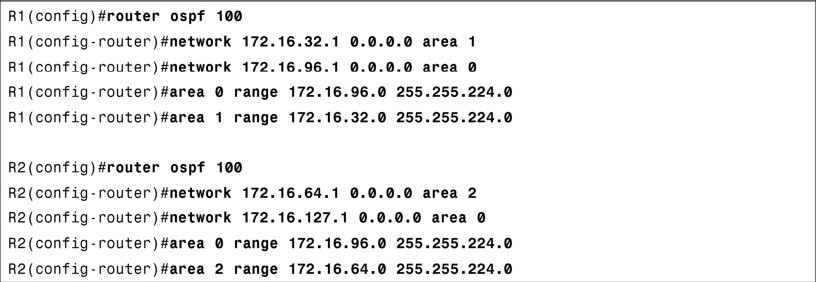 R1(config)#router ospf 100
R1(config-router)#network 172.16.32.1 0.0.0.0 area 1
R1(config-router)#network 172.16.96.1 0.0.0.0 area 0
R1(config-router)#area 0 range 172.16.96.0 255.255.224.0
R1(config-router)#area 1 range 172.16.32.0 255.255.224.0
R2(config)#router ospf 100
R2(config-router)#network 172.16.64.1 0.0.0.0 area 2
R2(config-router)#network 172.16.127.1 0.0.0.0 area 0
R2(config-router)#area 0 range 172.16.96.0 255.255.224.0
R2(config-router)#area 2 range 172.16.64.0 255.255.224.0